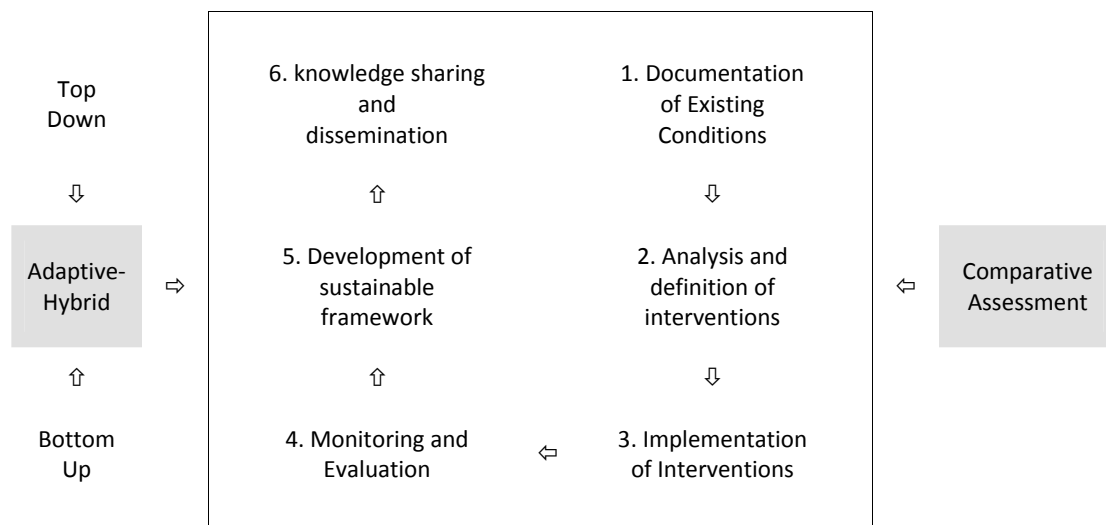 Top
Down
⇩
Adaptive-
Hybrid
⇧
Bottom
Up
⇨
6. knowledge sharing
and
dissemination
⇧
5. Development of
sustainable
framework
⇧
4. Monitoring and
Evaluation
⇦
1. Documentation
of Existing
Conditions
⇩
2. Analysis and
definition of
interventions
⇩
3. Implementation
of Interventions
⇦
Comparative
Assessment